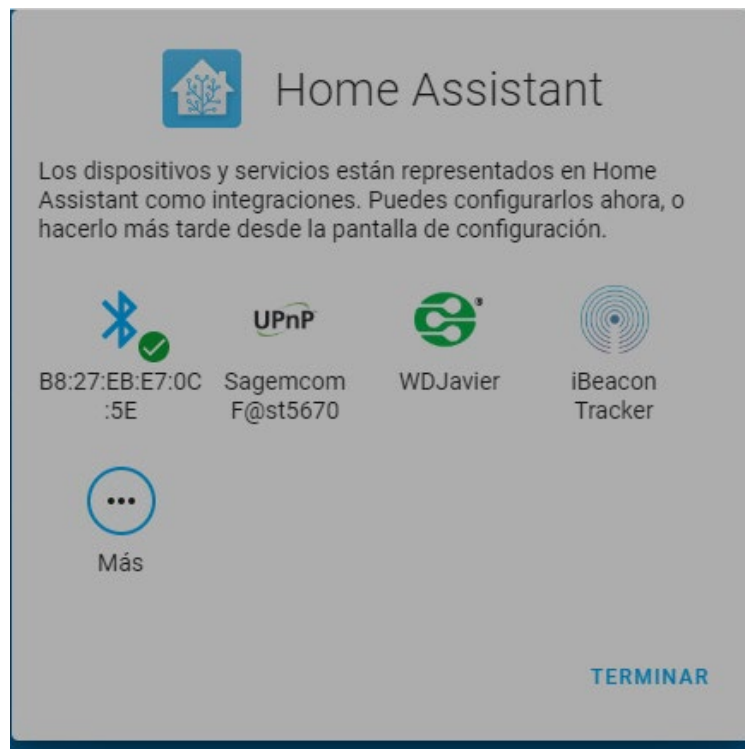 Home Assistant
Los dispositivos y servicios están representados en Home
Assistant como integraciones. Puedes configurarlos ahora, o
hacerlo más tarde desde la pantalla de configuración.
UPnP
B8:27:EB:E7:0C
:5E
Sagemcom
F@st5670
WDJavier
iBeacon
Tracker
Más
TERMINAR